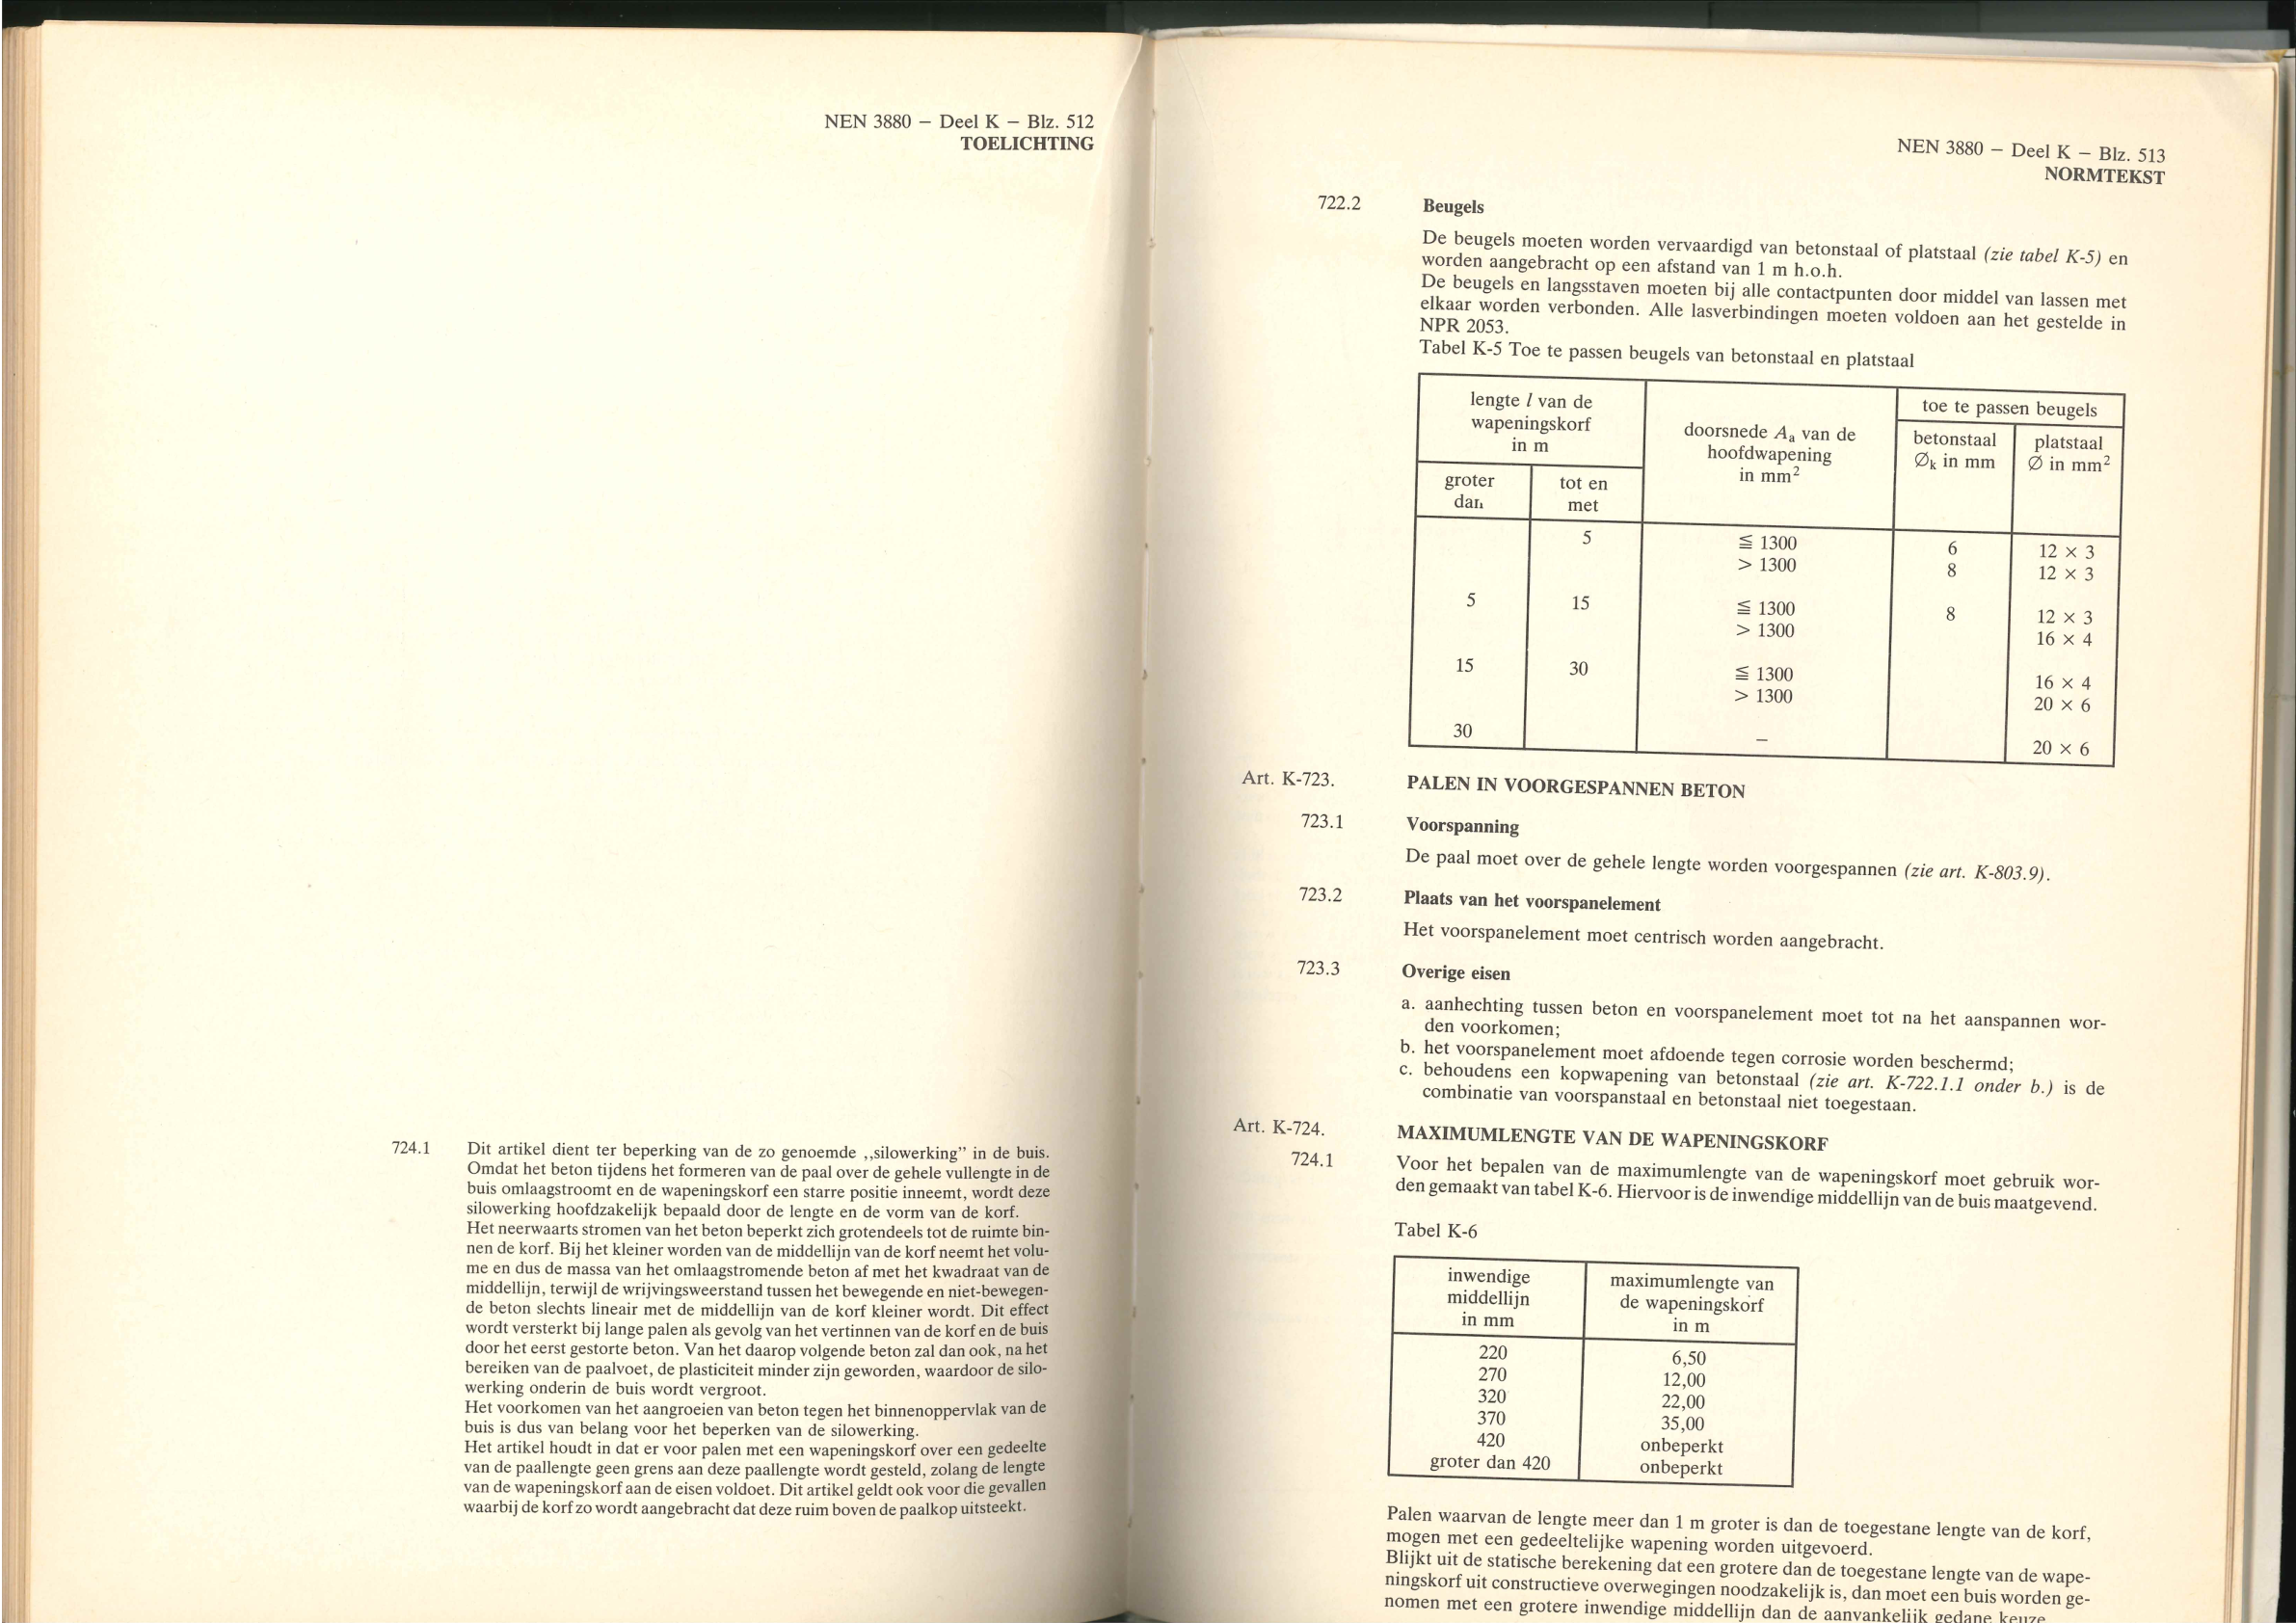 NEN 3880 – Deel K – Blz. 512
TOELICHTING
724.1 Dit artikel dient ter beperking van de zo genoemde ,,silowerking” in de buis.
Omdat het beton tijdens het formeren van de paal over de gehele vullengte in de
buis omlaagstroomt en de wapeningskorf een starre positie inneemt, wordt deze
silowerking hoofdzakelijk bepaald door de lengte en de vorm van de korf.
Het neerwaarts stromen van het beton beperkt zich grotendeels tot de ruimte bin-
nen de korf. Bij het kleiner worden van de middellijn van de korf neemt het volu-
me en dus de massa van het omlaagstromende beton af met het kwadraat van de
middellijn, terwijl de wrijvingsweerstand tussen het bewegende en niet-bewegen-
de beton slechts lineair met de middellijn van de korf kleiner wordt. Dit effect
wordt versterkt bij lange palen als gevolg van het vertinnen van de korf en de buis
door het eerst gestorte beton. Van het daarop volgende beton zal dan ook, na het
bereiken van de paalvoet, de plasticiteit minder zijn geworden, waardoor de silo-
werking onderin de buis wordt vergroot.
Het voorkomen van het aangroeien van beton tegen het binnenoppervlak van de
buis is dus van belang voor het beperken van de silowerking.
Het artikel houdt in dat er voor palen met een wapeningskorf over een gedeelte
van de paallengte geen grens aan deze paallengte wordt gesteld, zolang de lengte
van de wapeningskorf aan de eisen voldoet. Dit artikel geldt ook voor die gevallen
waarbij de korf zo wordt aangebracht dat deze ruim boven de paalkop uitsteekt.
NEN 3880 – Deel K – Blz. 513
NORMTEKST
722.2 Beugels
De beugels moeten worden vervaardigd van betonstaal of platstaal (zie tabel K-5) en
worden aangebracht op een afstand van 1 m h.o.h.
De beugels en langsstaven moeten bij alle contactpunten door middel van lassen met
elkaar worden verbonden. Alle lasverbindingen moeten voldoen aan het gestelde in
NPR 2053.
Tabel K-5 Toe te passen beugels van betonstaal en platstaal
lengte l van de
wapeningskorf
in m
groter
dan
tot en
met
doorsnede Aa van de
hoofdwapening
in mm²
toe te passen beugels
betonstaal
Øk in mm
platstaal
Ø in mm²
5 ≦ 1300 6 12 × 3
> 1300 8 12 × 3
5 15 ≦ 1300 8 12 × 3
> 1300 16 × 4
15 30 ≦ 1300 16 × 4
> 1300 20 × 6
30 – 20 × 6
Art. K-723. PALEN IN VOORGESPANNEN BETON
723.1 Voorspanning
De paal moet over de gehele lengte worden voorgespannen (zie art. K-803.9).
723.2 Plaats van het voorspanelement
Het voorspanelement moet centrisch worden aangebracht.
723.3 Overige eisen
a. aanhechting tussen beton en voorspanelement moet tot na het aanspannen wor-
den voorkomen;
b. het voorspanelement moet afdoende tegen corrosie worden beschermd;
c. behoudens een kopwapening van betonstaal (zie art. K-722.1.1 onder b.) is de
combinatie van voorspanstaal en betonstaal niet toegestaan.
Art. K-724. MAXIMUMLENGTE VAN DE WAPENINGSKORF
724.1 Voor het bepalen van de maximumlengte van de wapeningskorf moet gebruik wor-
den gemaakt van tabel K-6. Hiervoor is de inwendige middellijn van de buis maatgevend.
Tabel K-6
inwendige
middellijn
in mm
maximumlengte van
de wapeningskorf
in m
220 6,50
270 12,00
320 22,00
370 35,00
420 onbeperkt
groter dan 420 onbeperkt
Palen waarvan de lengte meer dan 1 m groter is dan de toegestane lengte van de korf,
mogen met een gedeeltelijke wapening worden uitgevoerd.
Blijkt uit de statische berekening dat een grotere dan de toegestane lengte van de wape-
ningskorf uit constructieve overwegingen noodzakelijk is, dan moet een buis worden ge-
nomen met een grotere inwendige middellijn dan de aanvankelijk gedane keuze.